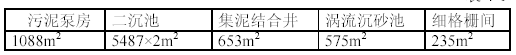 污泥泵房 二沉池 集泥结合井 涡流沉砂池 细格栅间
1088m² 5487×2m² 653m² 575m² 235m²